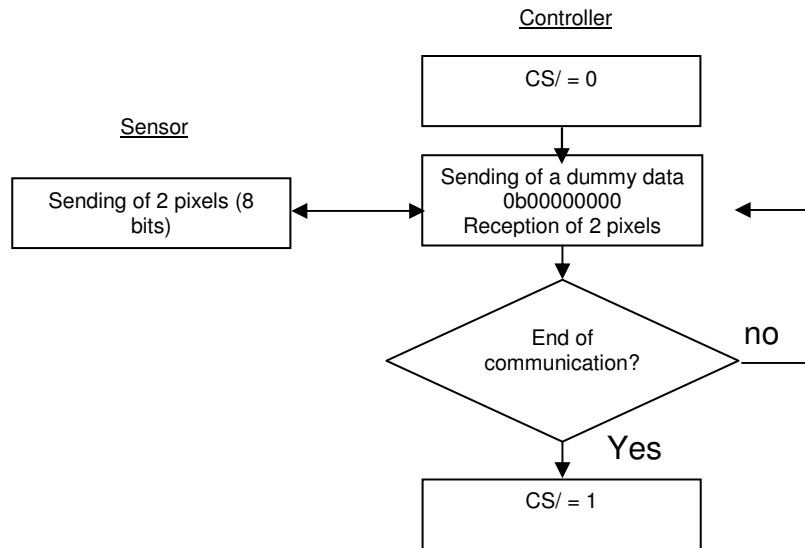 Controller
CS/ = 0
Sensor
Sending of 2 pixels (8
bits)
Sending of a dummy data
0b00000000
Reception of 2 pixels
End of
communication?
no
Yes
CS/ = 1